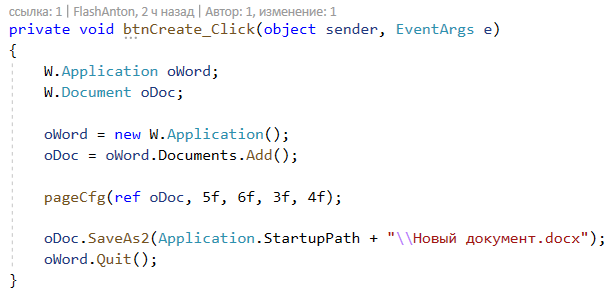 ссылка: 1 | FlashAnton, 2 ч назад | Автор: 1, изменение: 1
private void btnCreate_Click(object sender, EventArgs e)
{
    W.Application oWord;
    W.Document oDoc;

    oWord = new W.Application();
    oDoc = oWord.Documents.Add();

    pageCfg(ref oDoc, 5f, 6f, 3f, 4f);

    oDoc.SaveAs2(Application.StartupPath + "\\Новый документ.docx");
    oWord.Quit();
}